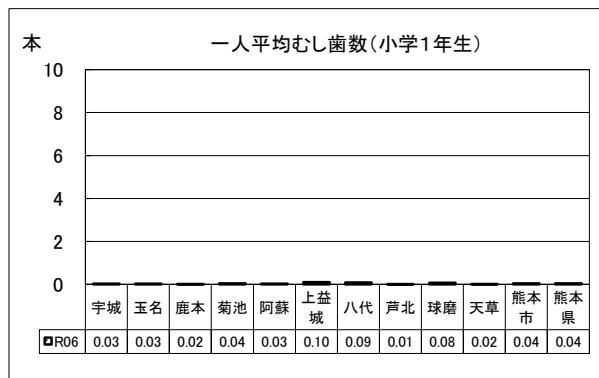 本
一人平均むし歯数(小学1年生)
10
8
6
4
2
0
宇城 玉名 鹿本 菊池 阿蘇 上益城 八代 芦北 球磨 天草 熊本市 熊本県
R06 0.03 0.03 0.02 0.04 0.03 0.10 0.09 0.01 0.08 0.02 0.04 0.04